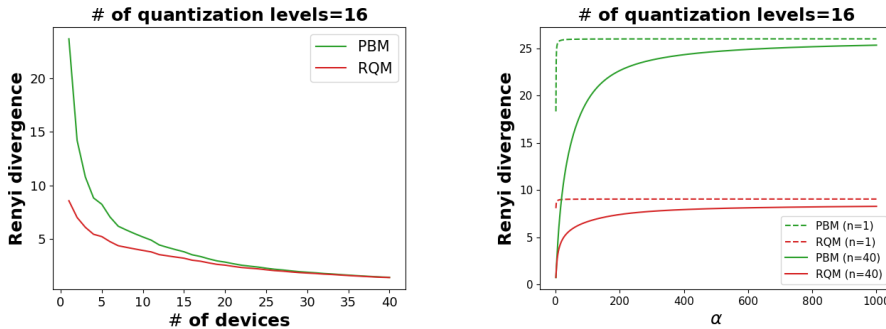 # of quantization levels=16
PBM
RQM
Renyi divergence
20
15
10
5
0 5 10 15 20 25 30 35 40
# of devices
# of quantization levels=16
Renyi divergence
25
20
15
10
5
0
PBM (n=1)
RQM (n=1)
PBM (n=40)
RQM (n=40)
0 200 400 600 800 1000
α